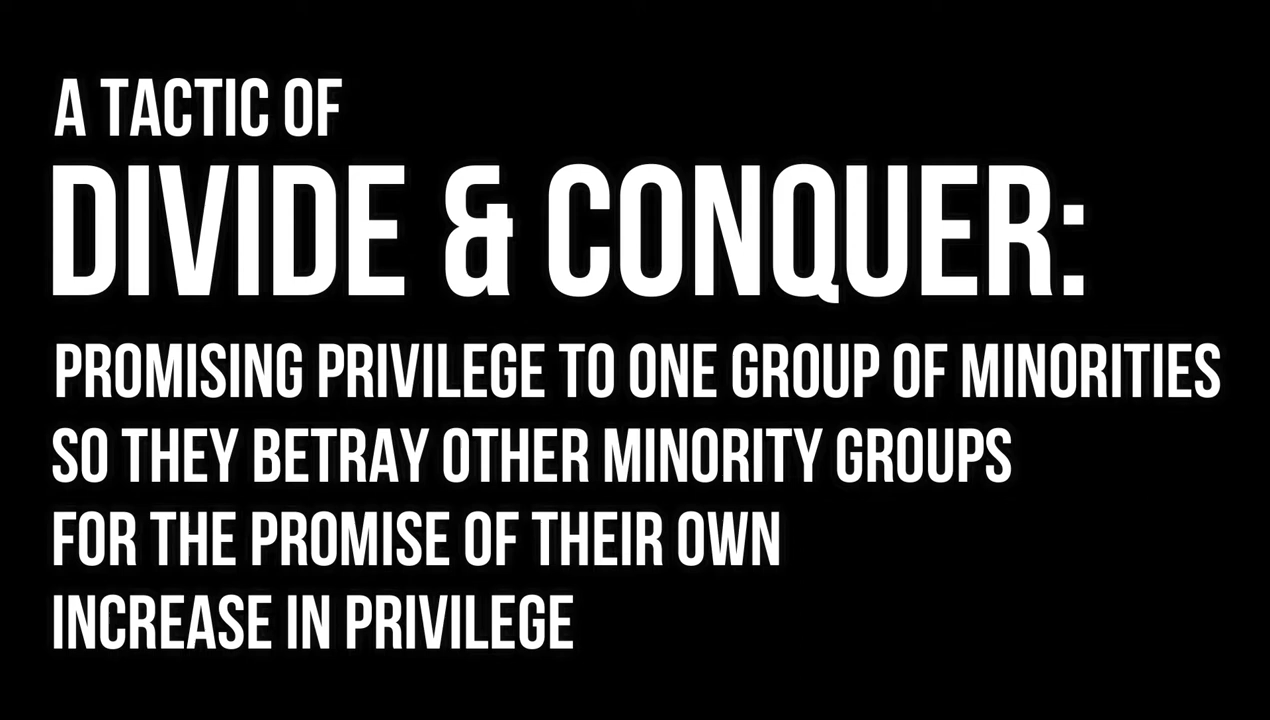 A TACTIC OF
DIVIDE & CONQUER:
PROMISING PRIVILEGE TO ONE GROUP OF MINORITIES
SO THEY BETRAY OTHER MINORITY GROUPS
FOR THE PROMISE OF THEIR OWN
INCREASE IN PRIVILEGE